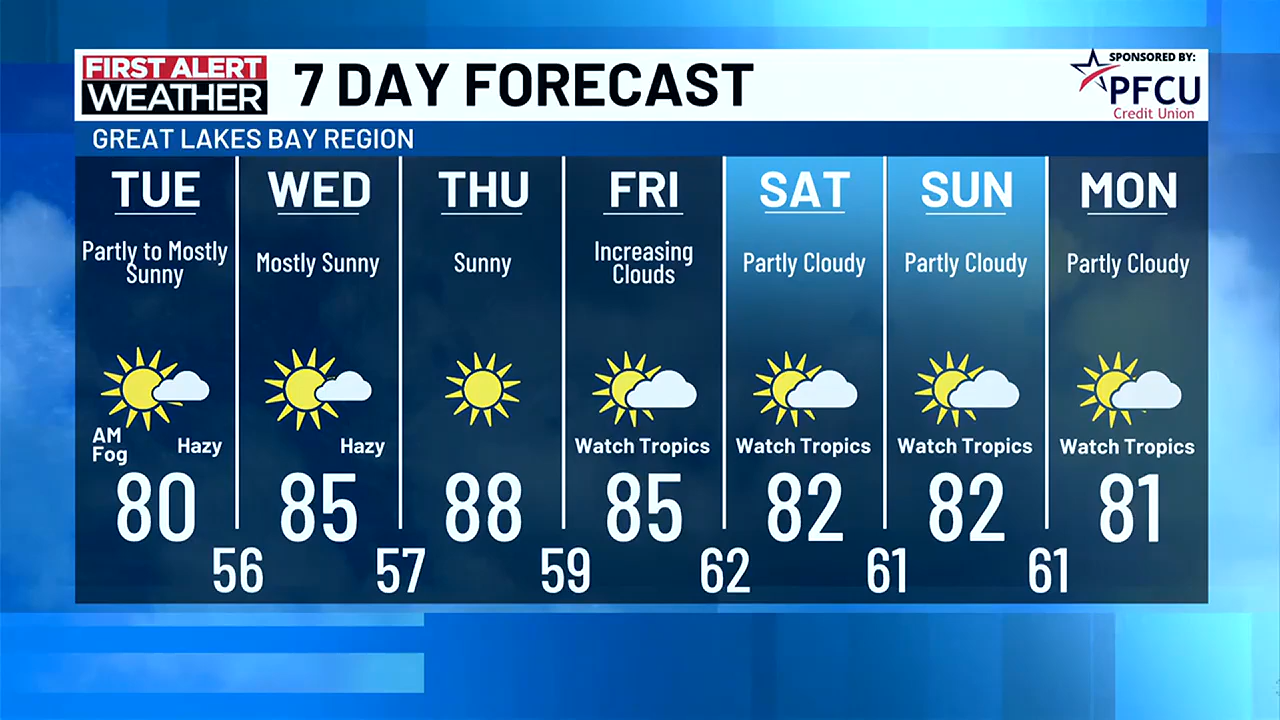 FIRST ALERT
WEATHER
7 DAY FORECAST
SPONSORED BY:
PFCU
Credit Union
GREAT LAKES BAY REGION
TUE
Partly to Mostly
Sunny
AM
Fog
Hazy
80
56
WED
Mostly Sunny
Hazy
85
57
THU
Sunny
88
59
FRI
Increasing
Clouds
Watch Tropics
85
62
SAT
Partly Cloudy
Watch Tropics
82
61
SUN
Partly Cloudy
Watch Tropics
82
61
MON
Partly Cloudy
Watch Tropics
81